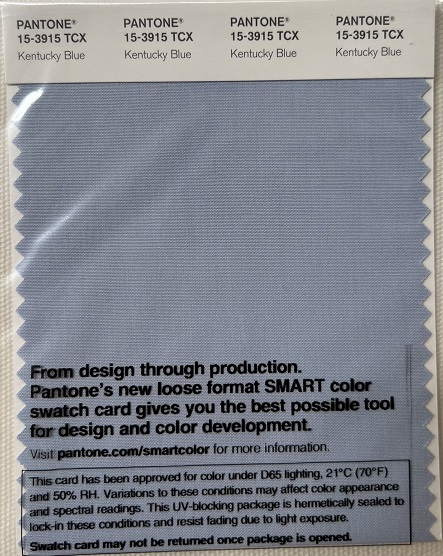 PANTONE® PANTONE® PANTONE® PANTONE®
15-3915 TCX 15-3915 TCX 15-3915 TCX 15-3915 TCX
Kentucky Blue Kentucky Blue Kentucky Blue Kentucky Blue
From design through production.
Pantone's new loose format SMART color
swatch card gives you the best possible tool
for design and color development.
Visit pantone.com/smartcolor for more information.
This card has been approved for color under D65 lighting, 21°C (70°F)
and 50% RH. Variations to these conditions may affect color appearance
and spectral readings. This UV-blocking package is hermetically sealed to
lock-in these conditions and resist fading due to light exposure.
Swatch card may not be returned once package is opened.